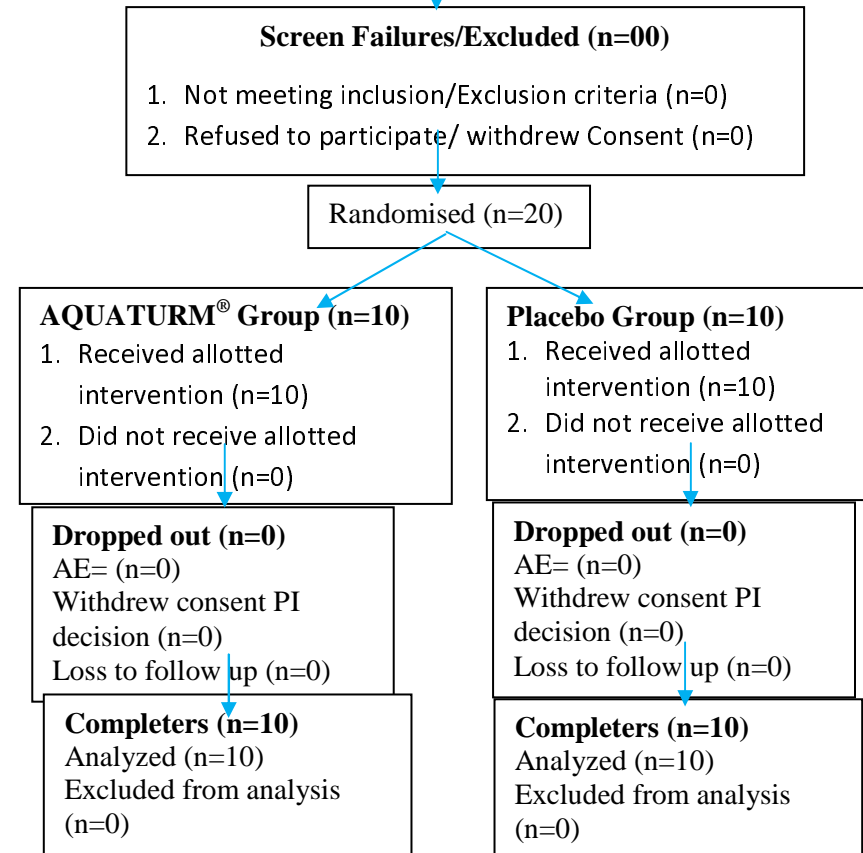 Screen Failures/Excluded (n=00)
1. Not meeting inclusion/Exclusion criteria (n=0)
2. Refused to participate/ withdrew Consent (n=0)
Randomised (n=20)
AQUATURM® Group (n=10)
1. Received allotted
intervention (n=10)
2. Did not receive allotted
intervention (n=0)
Dropped out (n=0)
AE= (n=0)
Withdrew consent PI
decision (n=0)
Loss to follow up (n=0)
Completers (n=10)
Analyzed (n=10)
Excluded from analysis
(n=0)
Placebo Group (n=10)
1. Received allotted
intervention (n=10)
2. Did not receive allotted
intervention (n=0)
Dropped out (n=0)
AE= (n=0)
Withdrew consent PI
decision (n=0)
Loss to follow up (n=0)
Completers (n=10)
Analyzed (n=10)
Excluded from analysis
(n=0)